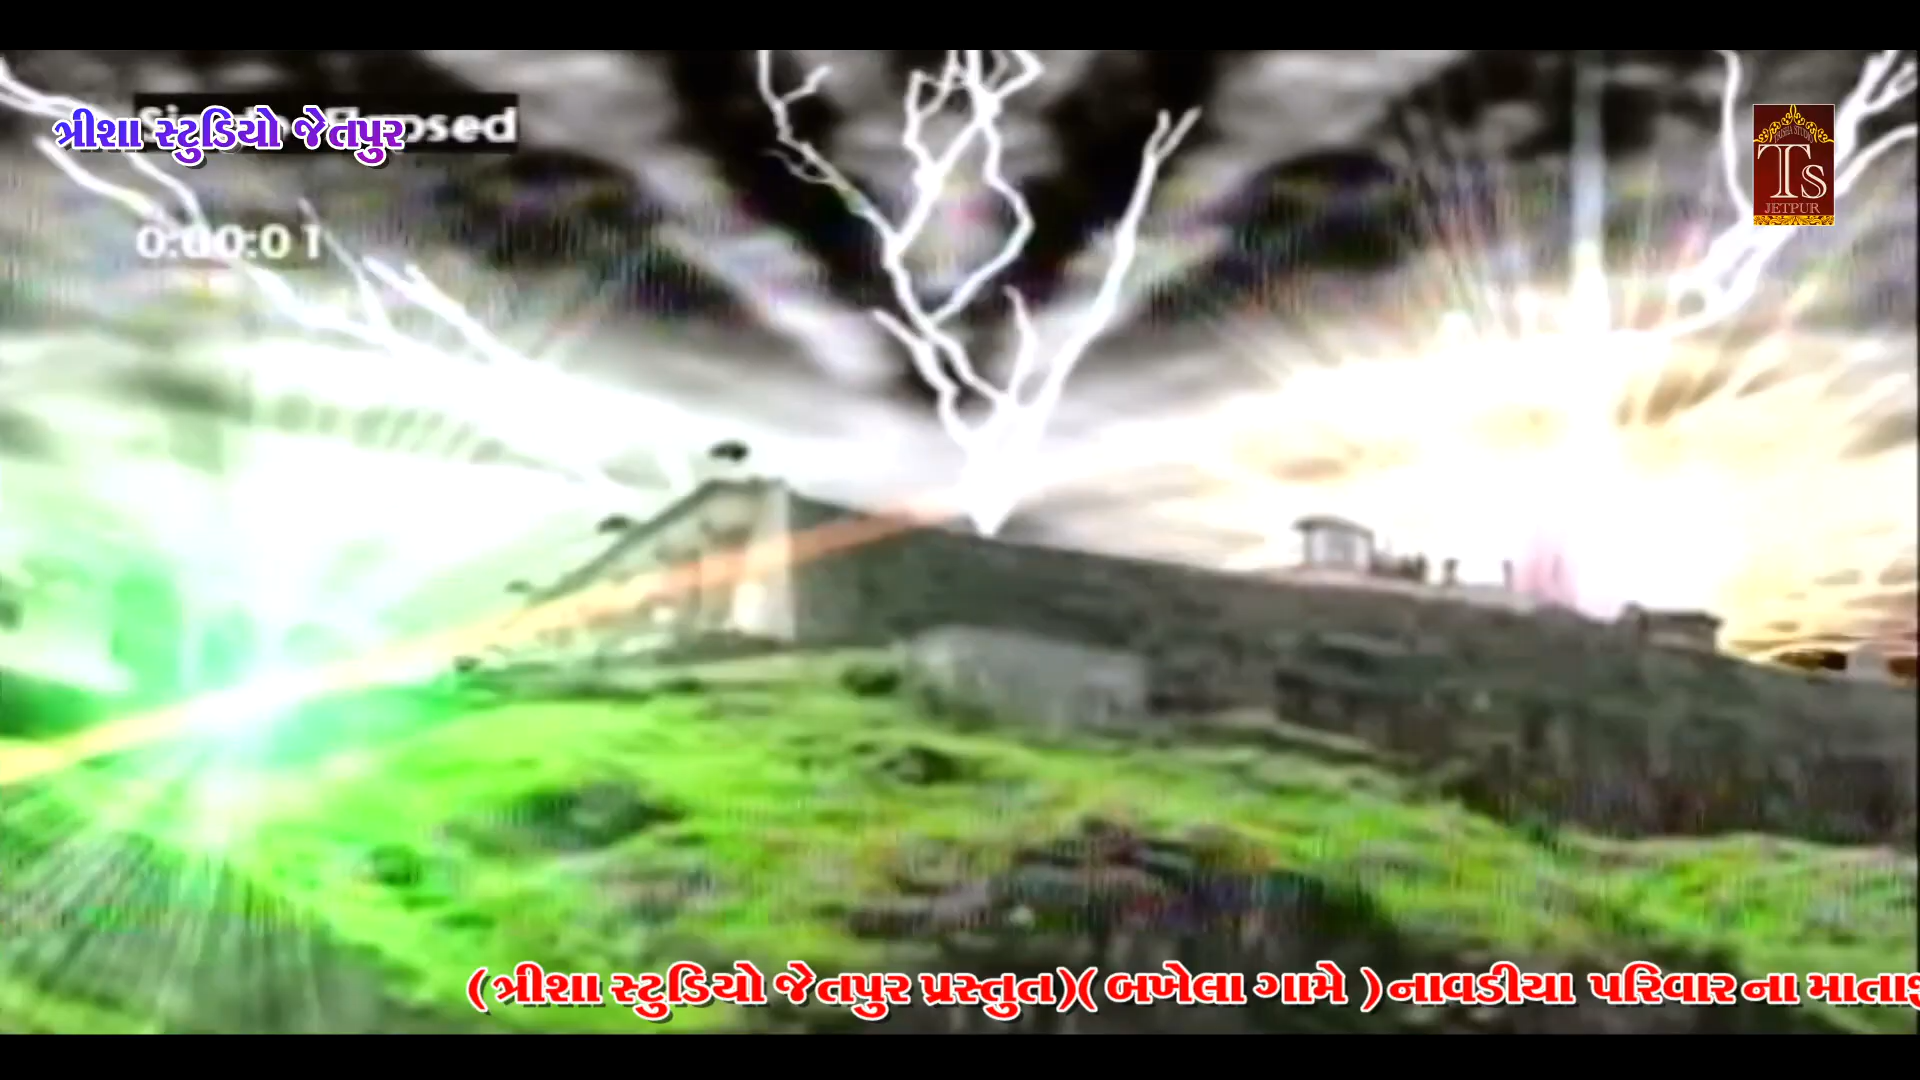 ત્રીશા સ્ટુડિયો જેતપુર
0:00:01
TS
JETPUR
(ત્રીશા સ્ટુડિયો જેતપુર પ્રસ્તુત)( બખેલા ગામે ) નાવડીયા પરિવાર ના